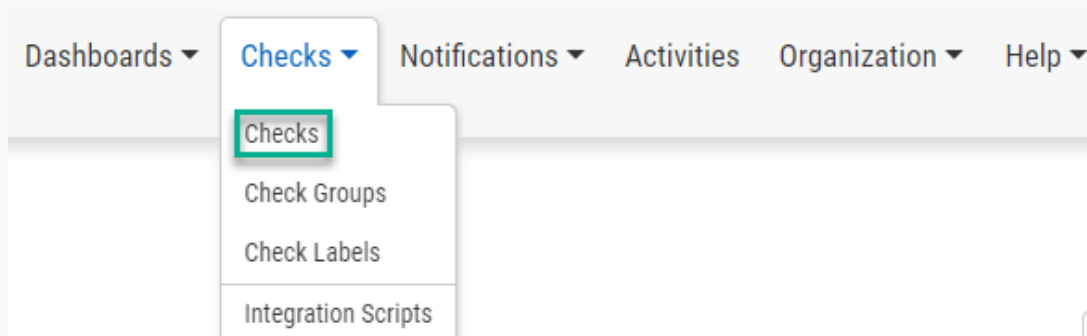 Dashboards Checks Notifications Activities Organization Help
Checks
Check Groups
Check Labels
Integration Scripts